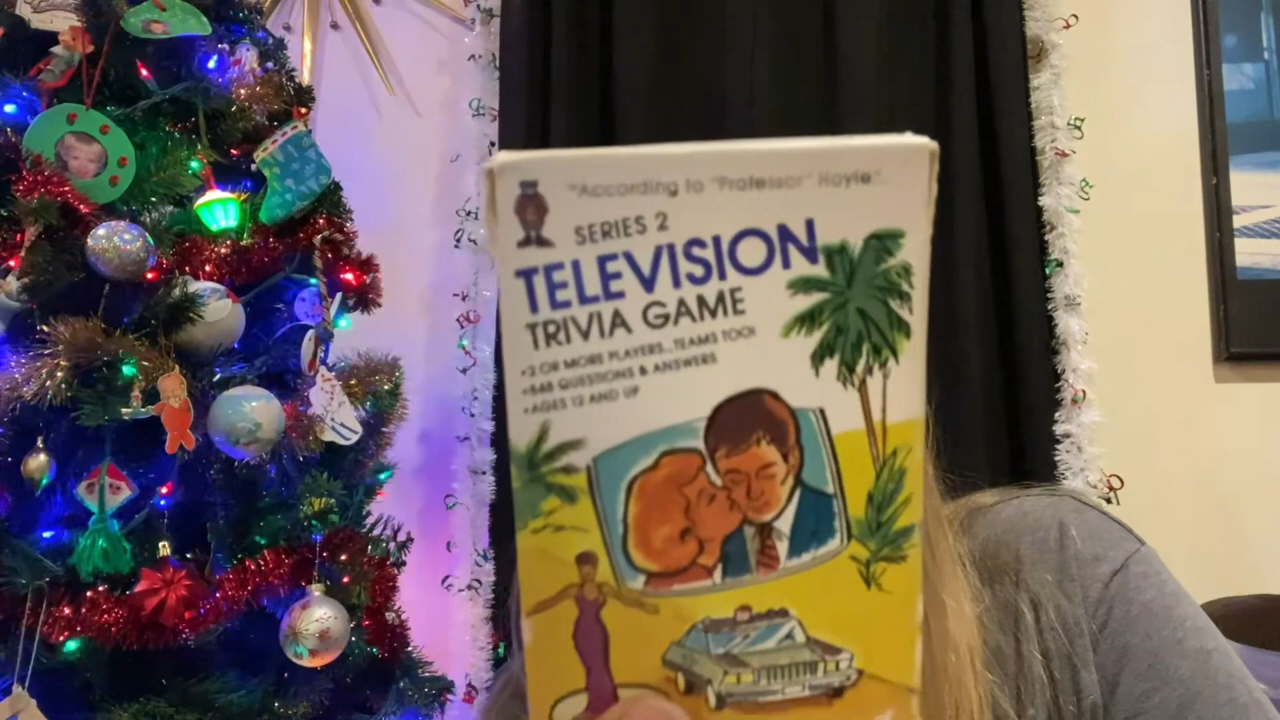 "According to "Professor" Hoyle"
SERIES 2
TELEVISION
TRIVIA GAME
•2 OR MORE PLAYERS...TEAMS TOO!
•648 QUESTIONS & ANSWERS
•AGES 12 AND UP